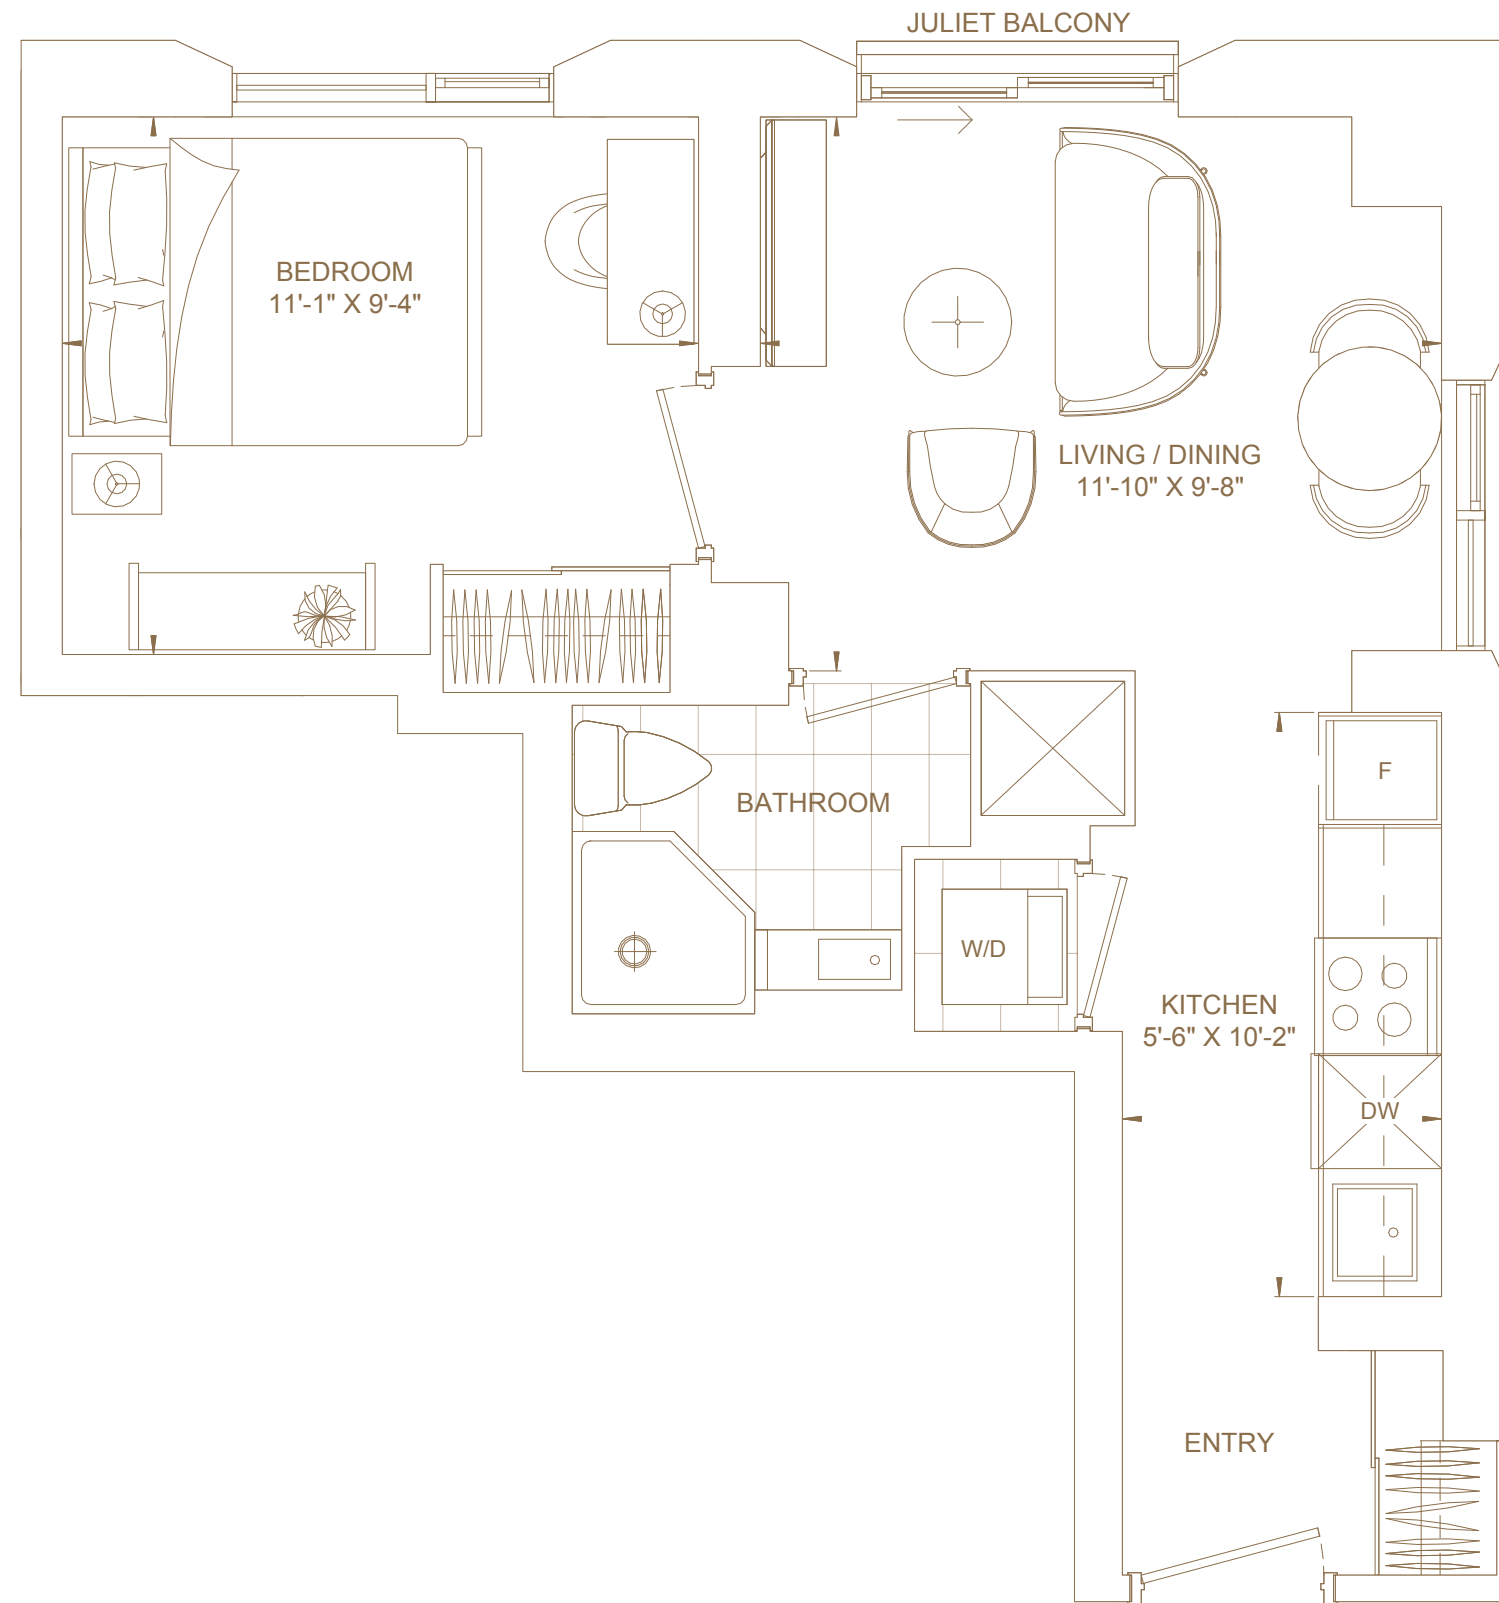 JULIET BALCONY
BEDROOM
11'-1" X 9'-4"
LIVING / DINING
11'-10" X 9'-8"
F
BATHROOM
W/D
KITCHEN
5'-6" X 10'-2"
DW
ENTRY